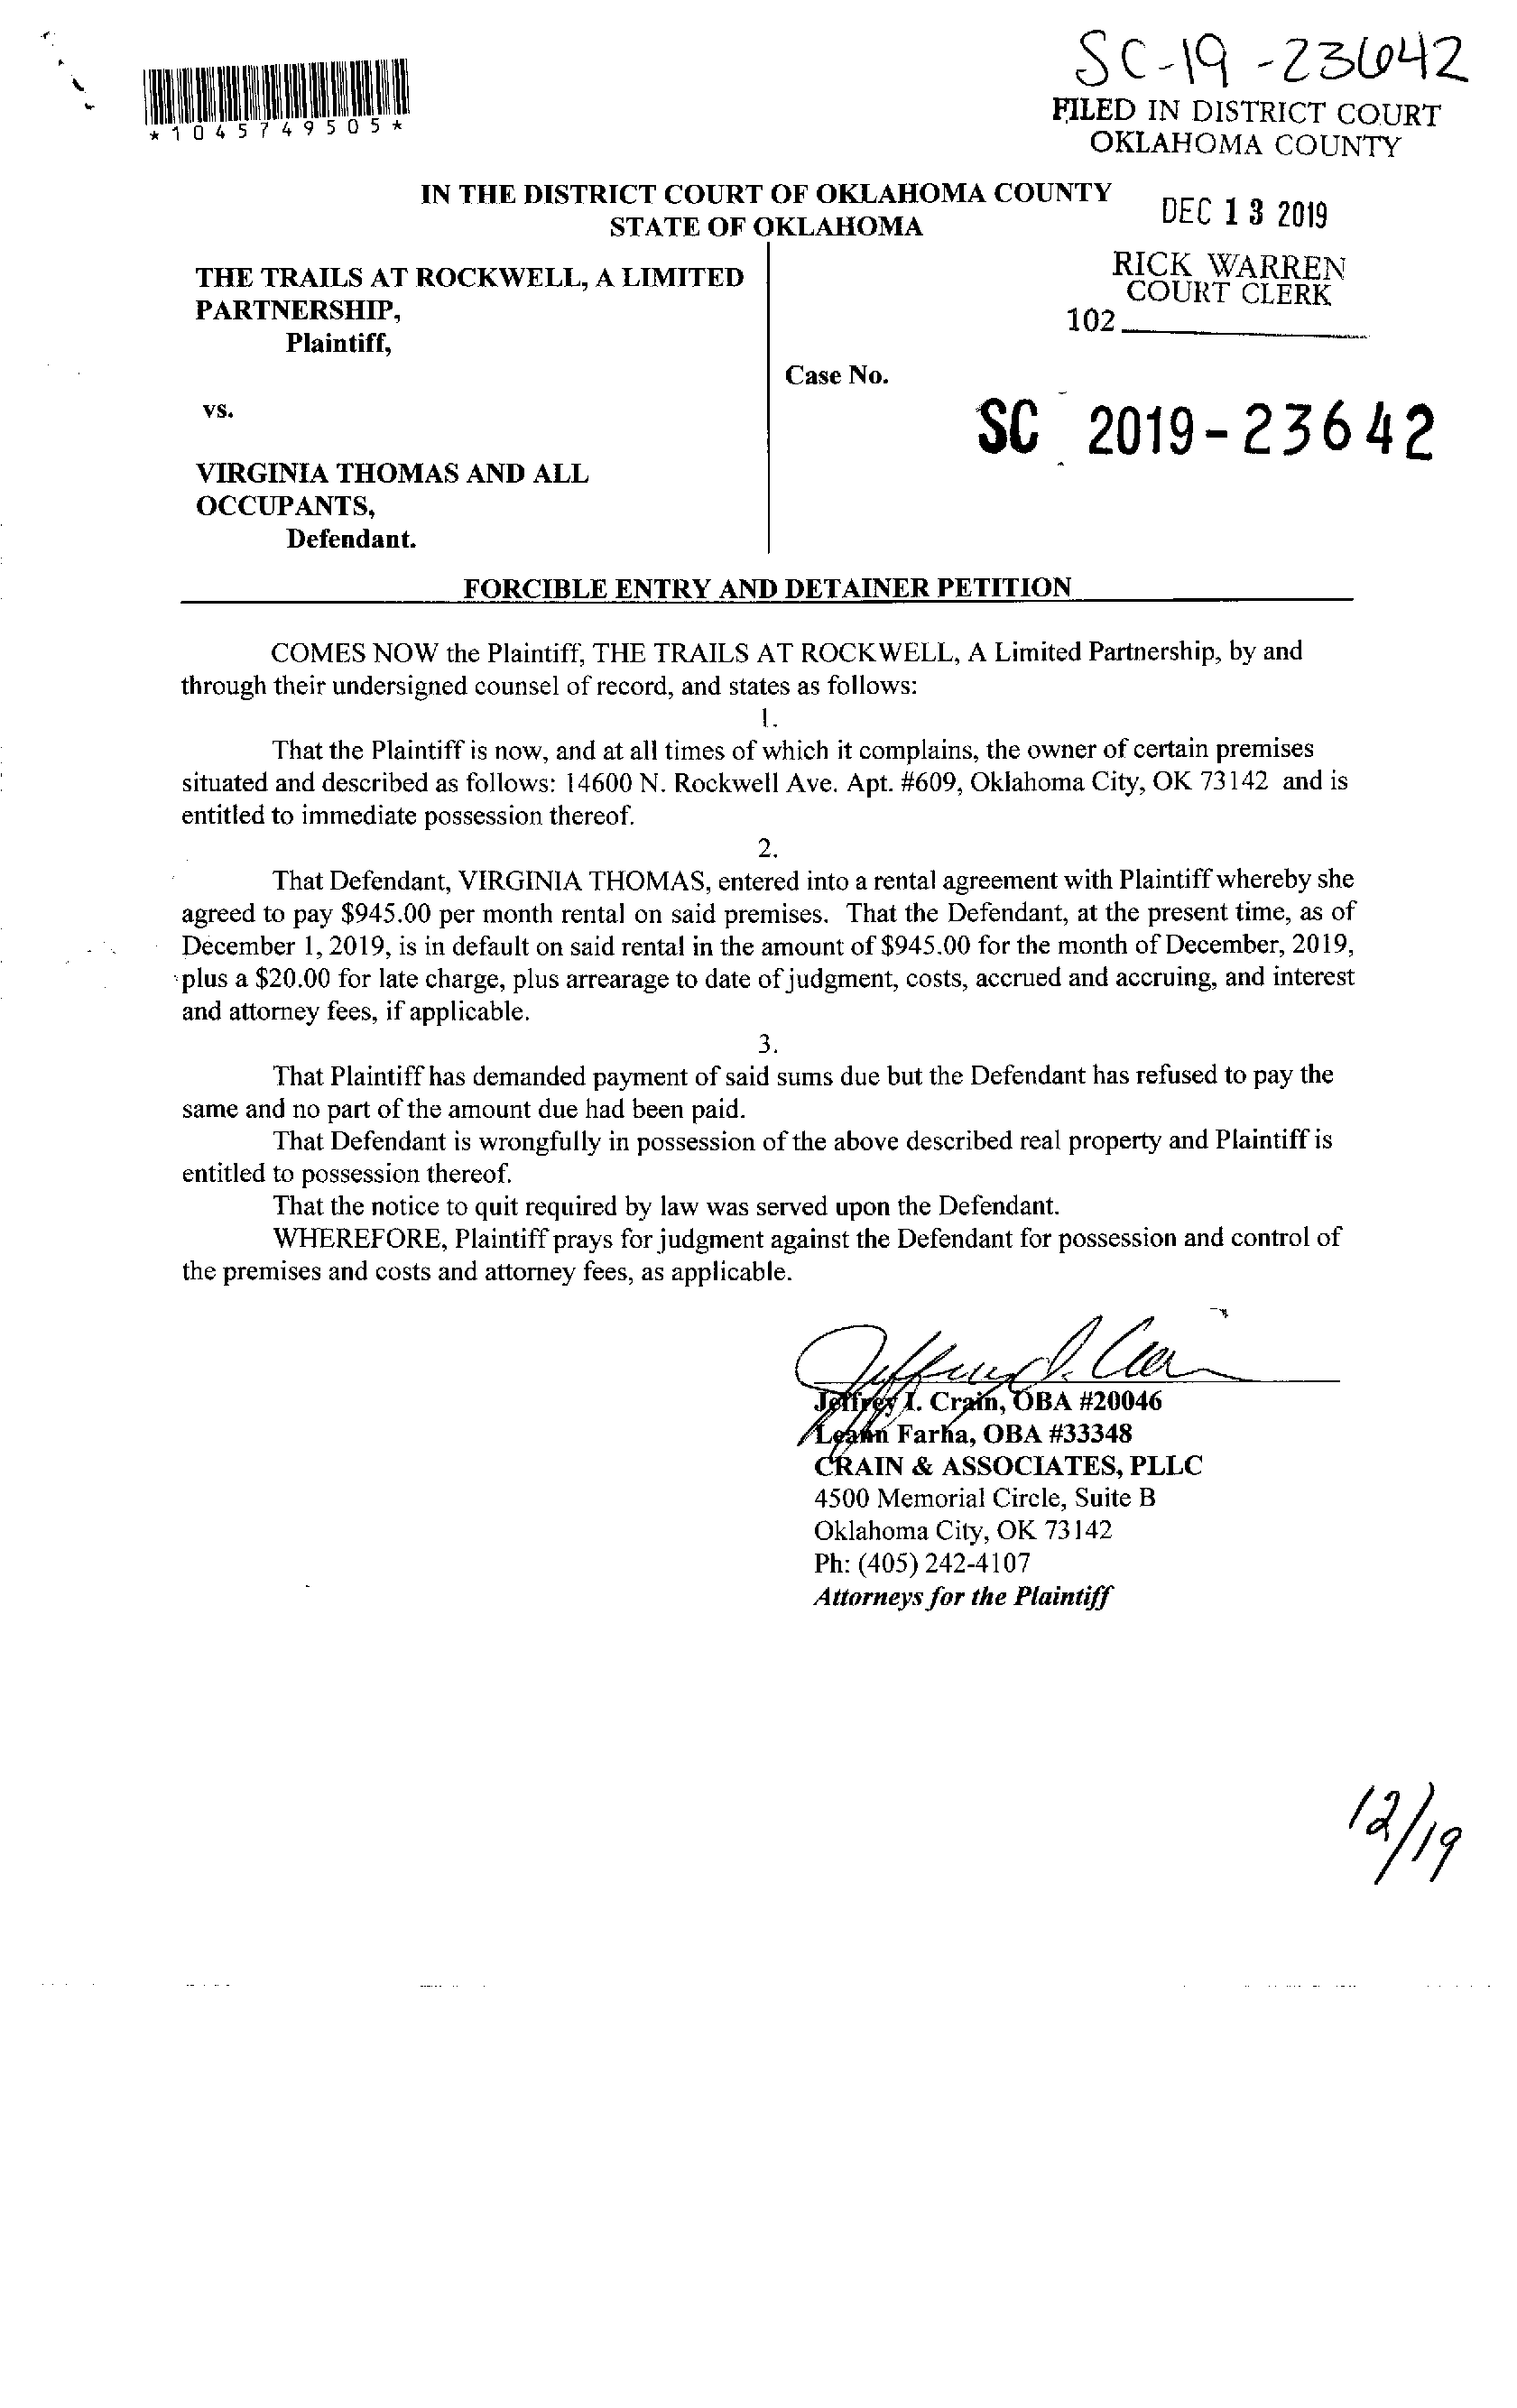 SC-19-23642
FILED IN DISTRICT COURT
OKLAHOMA COUNTY
*1045749505*
IN THE DISTRICT COURT OF OKLAHOMA COUNTY
STATE OF OKLAHOMA
DEC 13 2019
RICK WARREN
COURT CLERK
102
THE TRAILS AT ROCKWELL, A LIMITED
PARTNERSHIP,
Plaintiff,
Case No.
vs.
SC 2019-23642
VIRGINIA THOMAS AND ALL
OCCUPANTS,
Defendant.
FORCIBLE ENTRY AND DETAINER PETITION
COMES NOW the Plaintiff, THE TRAILS AT ROCKWELL, A Limited Partnership, by and
through their undersigned counsel of record, and states as follows:
1.
That the Plaintiff is now, and at all times of which it complains, the owner of certain premises
situated and described as follows: 14600 N. Rockwell Ave. Apt. #609, Oklahoma City, OK 73142 and is
entitled to immediate possession thereof.
2.
That Defendant, VIRGINIA THOMAS, entered into a rental agreement with Plaintiff whereby she
agreed to pay $945.00 per month rental on said premises. That the Defendant, at the present time, as of
December 1, 2019, is in default on said rental in the amount of $945.00 for the month of December, 2019,
plus a $20.00 for late charge, plus arrearage to date of judgment, costs, accrued and accruing, and interest
and attorney fees, if applicable.
3.
That Plaintiff has demanded payment of said sums due but the Defendant has refused to pay the
same and no part of the amount due had been paid.
That Defendant is wrongfully in possession of the above described real property and Plaintiff is
entitled to possession thereof.
That the notice to quit required by law was served upon the Defendant.
WHEREFORE, Plaintiff prays for judgment against the Defendant for possession and control of
the premises and costs and attorney fees, as applicable.
Jeffrey I. Crain
Jeffrey I. Crain, OBA #20046
Leann Farha, OBA #33348
CRAIN & ASSOCIATES, PLLC
4500 Memorial Circle, Suite B
Oklahoma City, OK 73142
Ph: (405) 242-4107
Attorneys for the Plaintiff
12/19